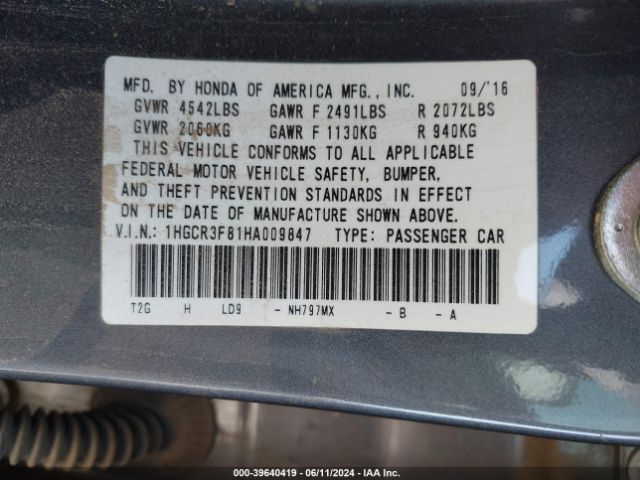 MFD. BY HONDA OF AMERICA MFG., INC. 09/'16
GVWR 4542LBS GAWR F 2491LBS R 2072LBS
GVWR 2060KG GAWR F 1130KG R 940KG
THIS VEHICLE CONFORMS TO ALL APPLICABLE
FEDERAL MOTOR VEHICLE SAFETY, BUMPER,
AND THEFT PREVENTION STANDARDS IN EFFECT
ON THE DATE OF MANUFACTURE SHOWN ABOVE.
V.I.N.: 1HGCR3F81HA009847 TYPE: PASSENGER CAR
T2G H LD9 - NH797MX - B - A
000-39640419 - 06/11/2024 - IAA Inc.